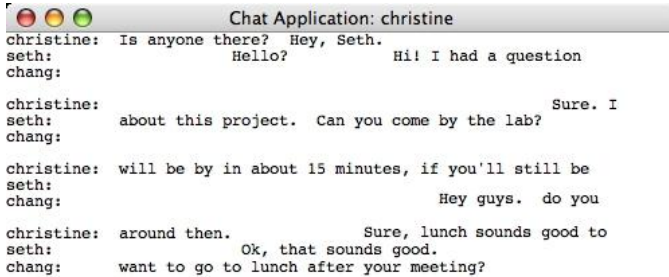 Chat Application: christine
christine: Is anyone there? Hey, Seth.
seth: Hello? Hi! I had a question
chang:
christine: Sure. I
seth: about this project. Can you come by the lab?
chang:
christine: will be by in about 15 minutes, if you'll still be
seth:
chang: Hey guys. do you
christine: around then. Sure, lunch sounds good to
seth: Ok, that sounds good.
chang: want to go to lunch after your meeting?